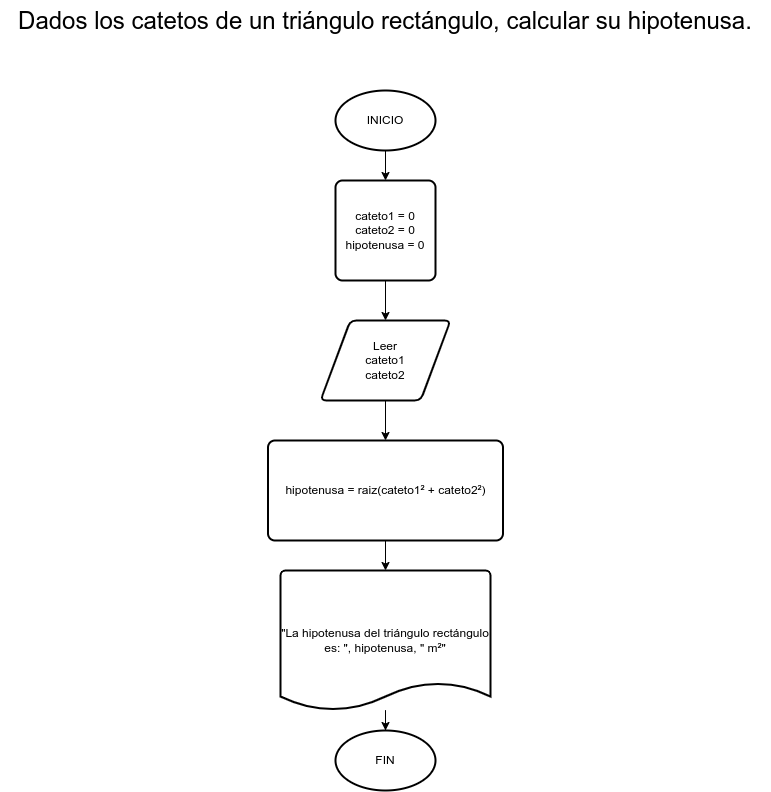 Dados los catetos de un triángulo rectángulo, calcular su hipotenusa.
INICIO
cateto1 = 0
cateto2 = 0
hipotenusa = 0
Leer
cateto1
cateto2
hipotenusa = raiz(cateto1² + cateto2²)
"La hipotenusa del triángulo rectángulo
es: ", hipotenusa, " m²"
FIN